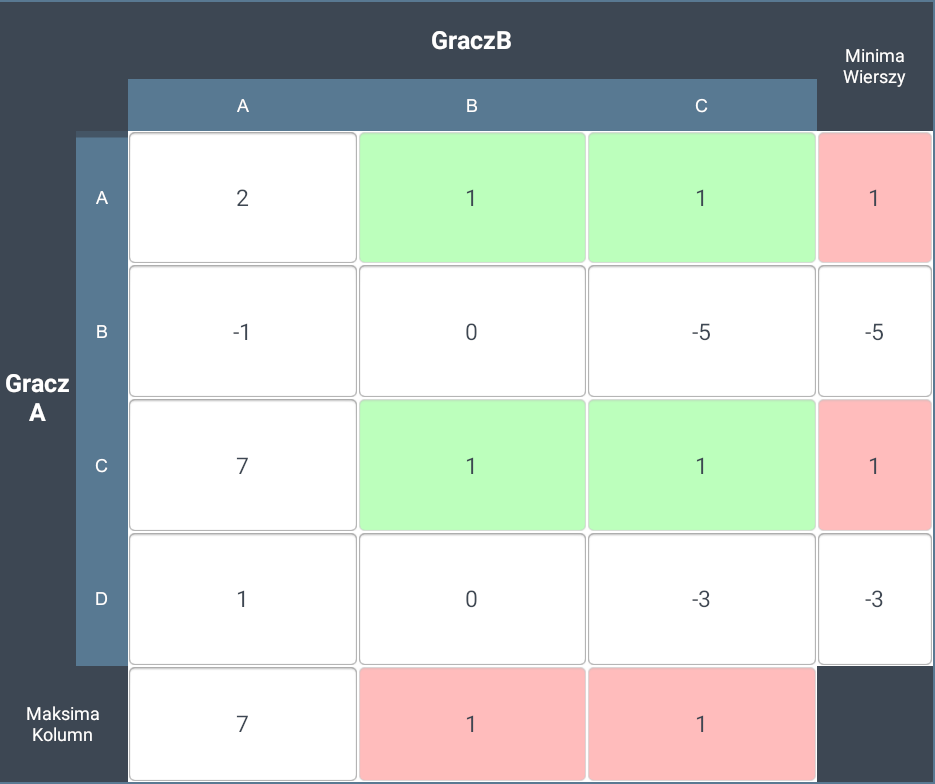 GraczB
Minima
Wierszy
A B C
A 2 1 1 1
B -1 0 -5 -5
Gracz
A
C 7 1 1 1
D 1 0 -3 -3
Maksima
Kolumn
7 1 1